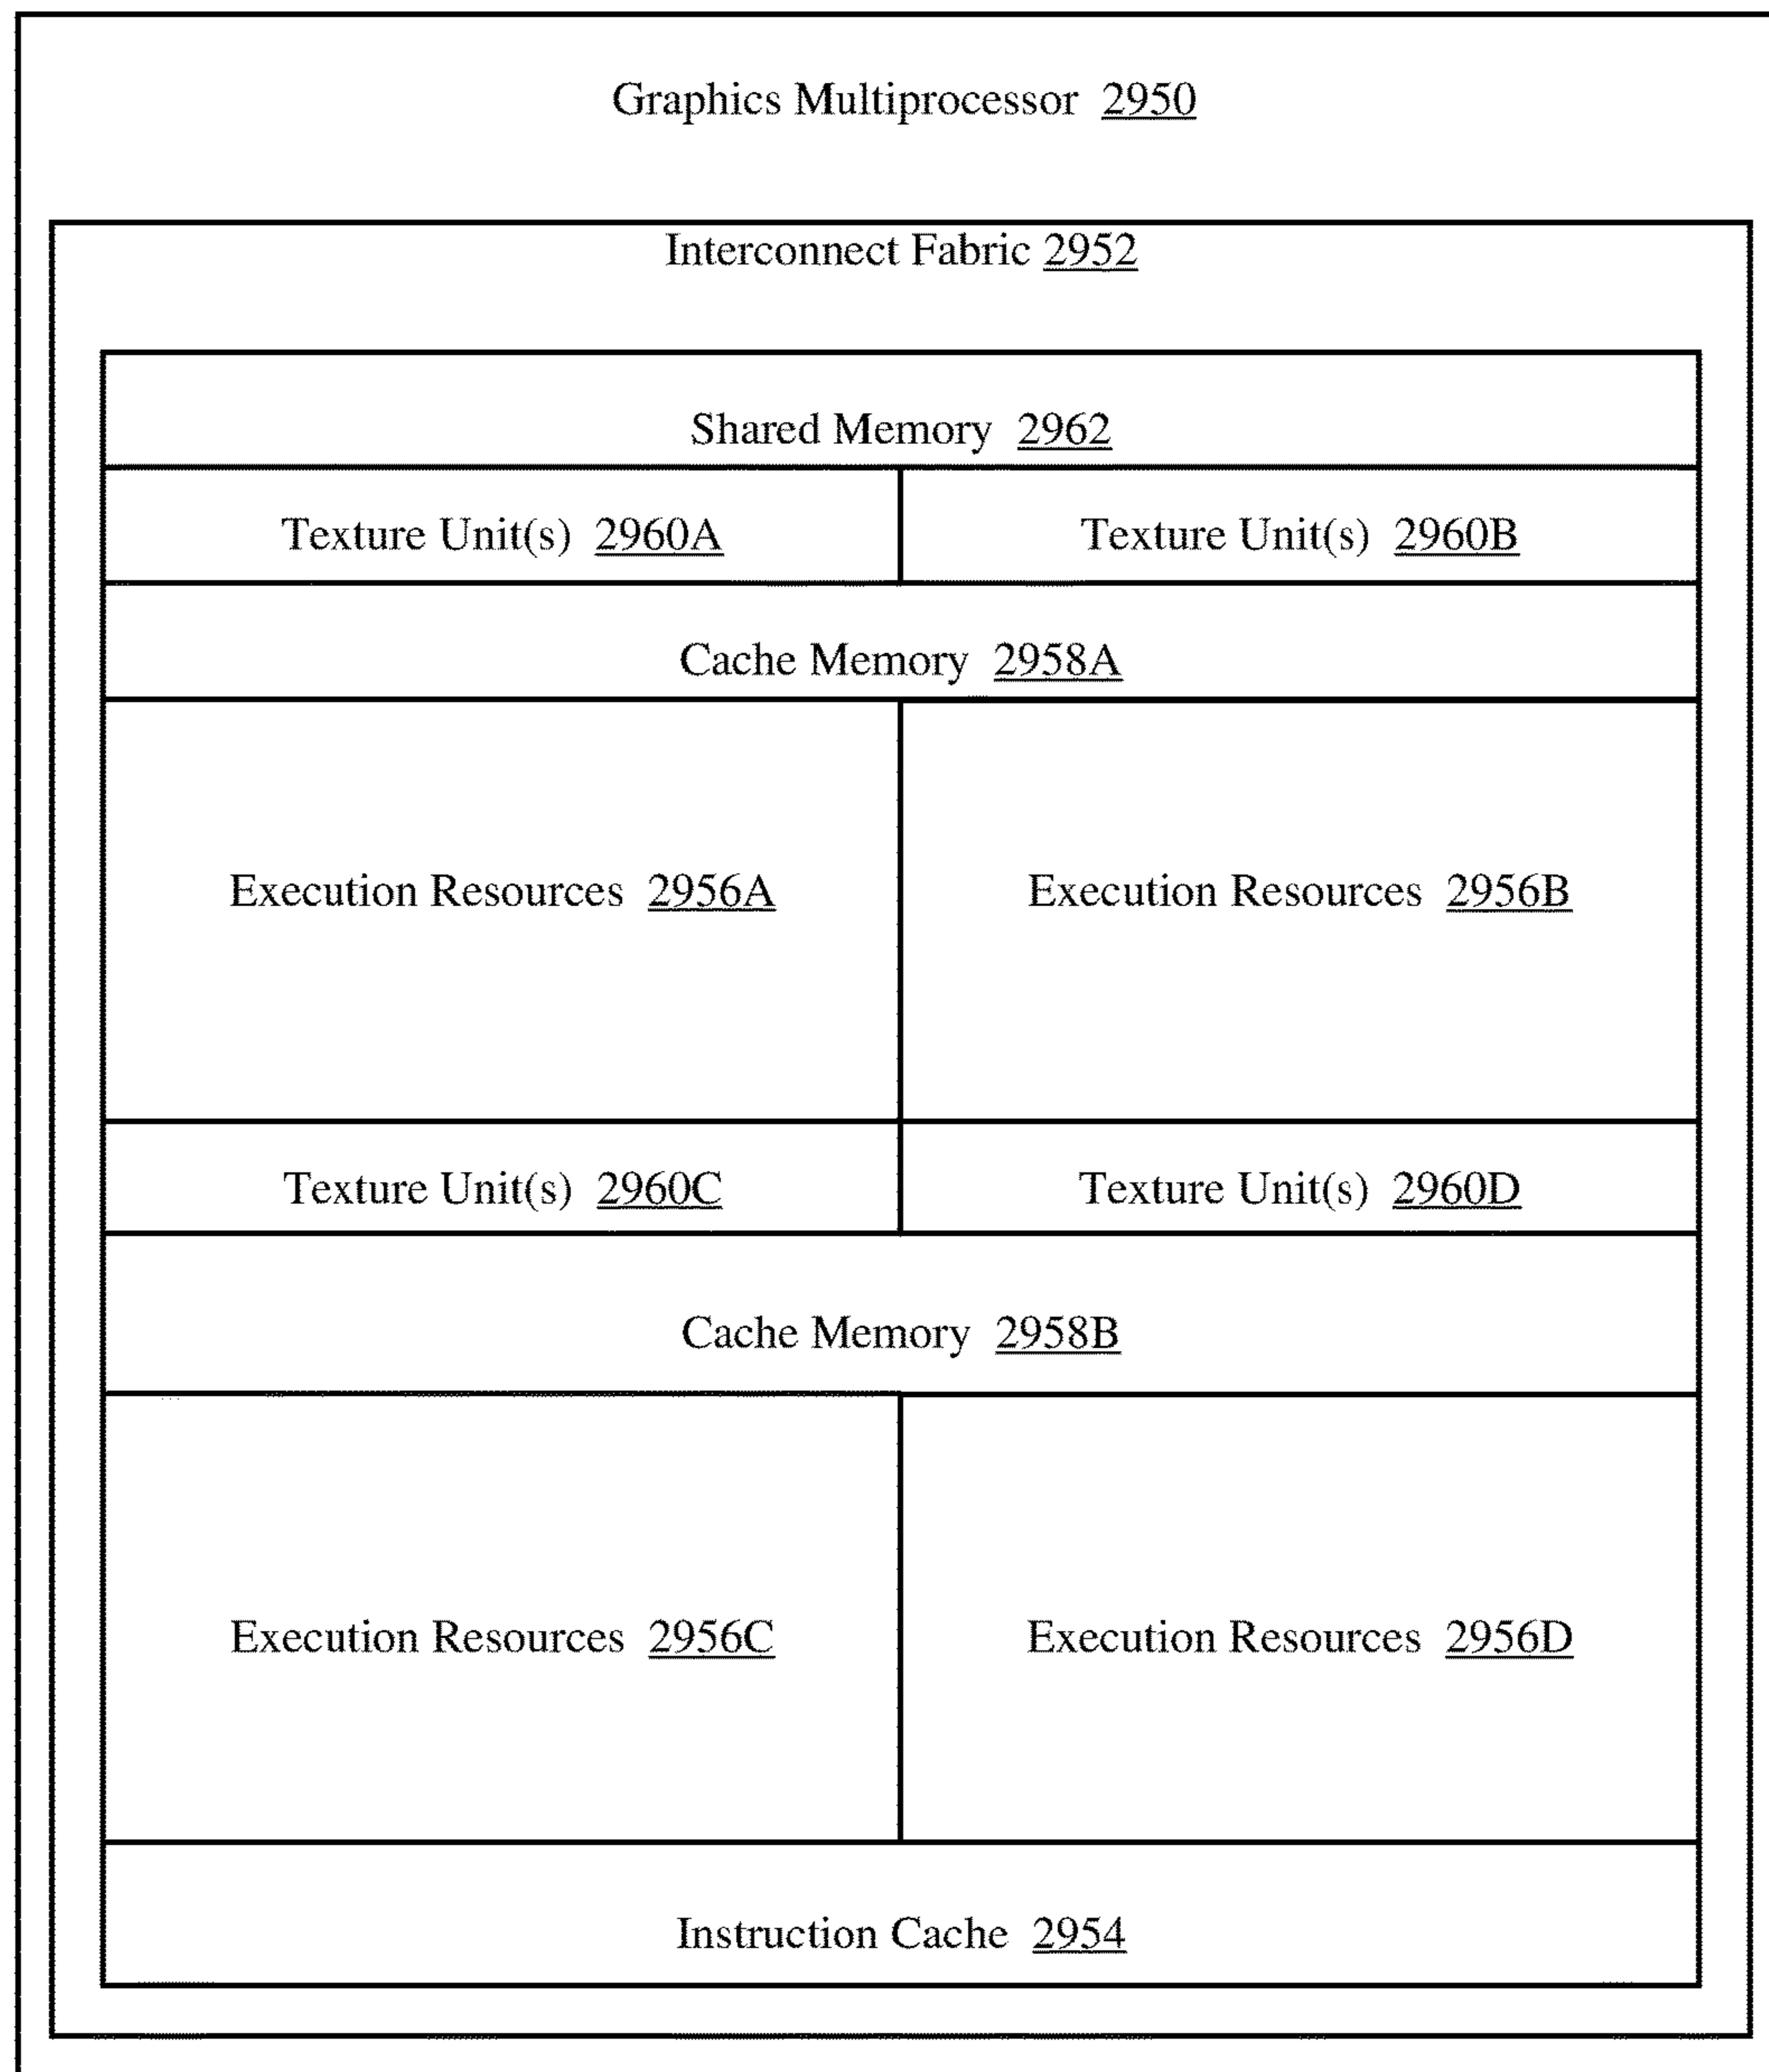 Graphics Multiprocessor 2950
Interconnect Fabric 2952
Shared Memory 2962
Texture Unit(s) 2960A
Texture Unit(s) 2960B
Cache Memory 2958A
Execution Resources 2956A
Execution Resources 2956B
Texture Unit(s) 2960C
Texture Unit(s) 2960D
Cache Memory 2958B
Execution Resources 2956C
Execution Resources 2956D
Instruction Cache 2954